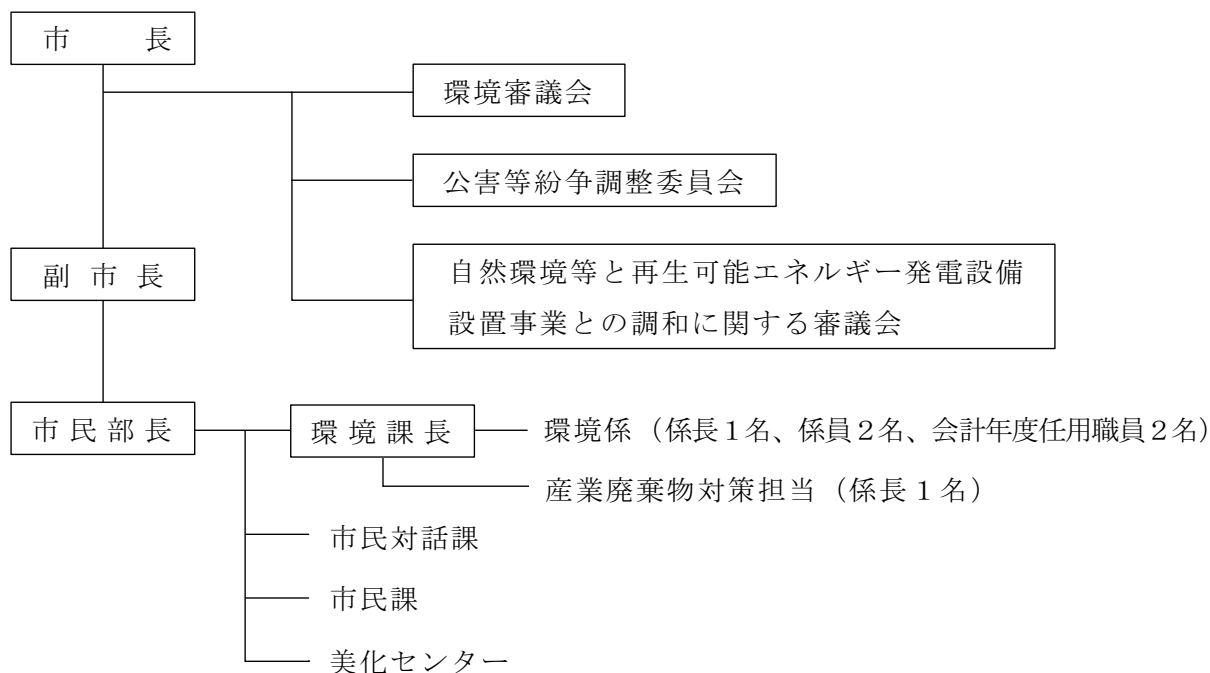 市長
環境審議会
公害等紛争調整委員会
副市長
自然環境等と再生可能エネルギー発電設備
設置事業との調和に関する審議会
市民部長
環境課長
環境係（係長１名、係員２名、会計年度任用職員２名）
産業廃棄物対策担当（係長１名）
市民対話課
市民課
美化センター